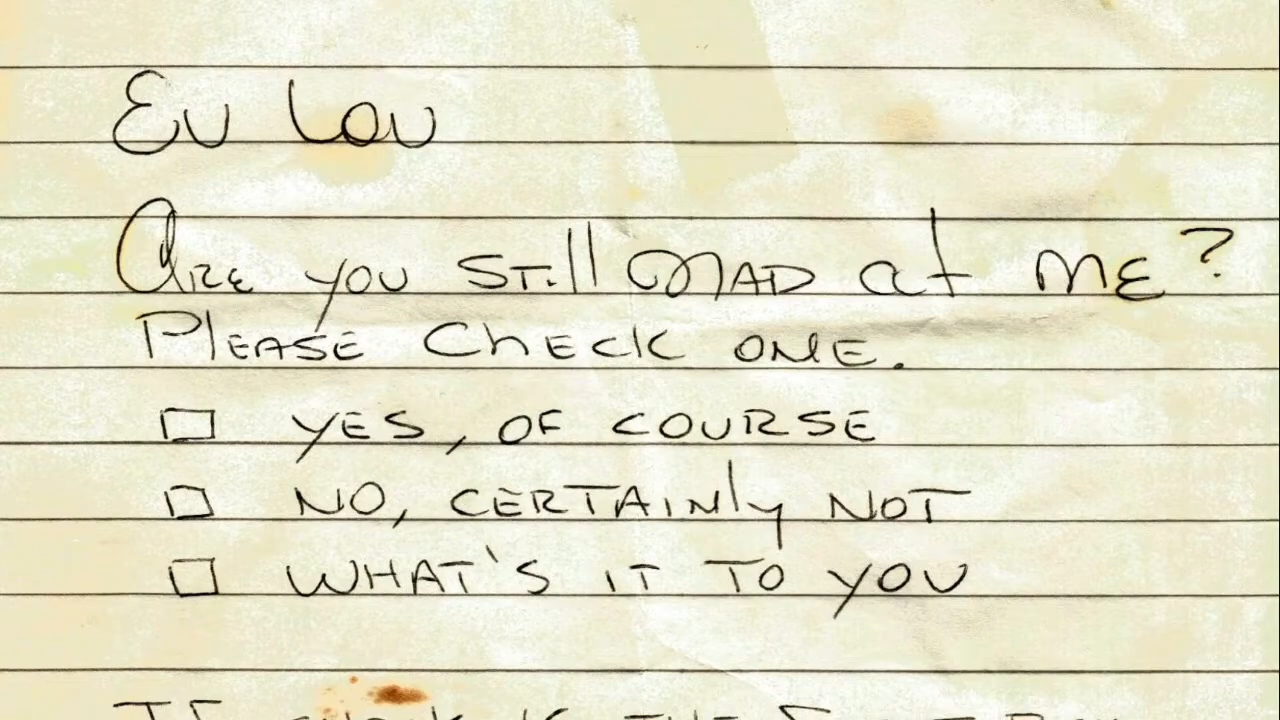 Eu Lou
Are you still MAD at ME?
PLEASE CHECK ONE.
YES, OF COURSE
NO, CERTAINly NOT
WHAT'S IT TO YOU